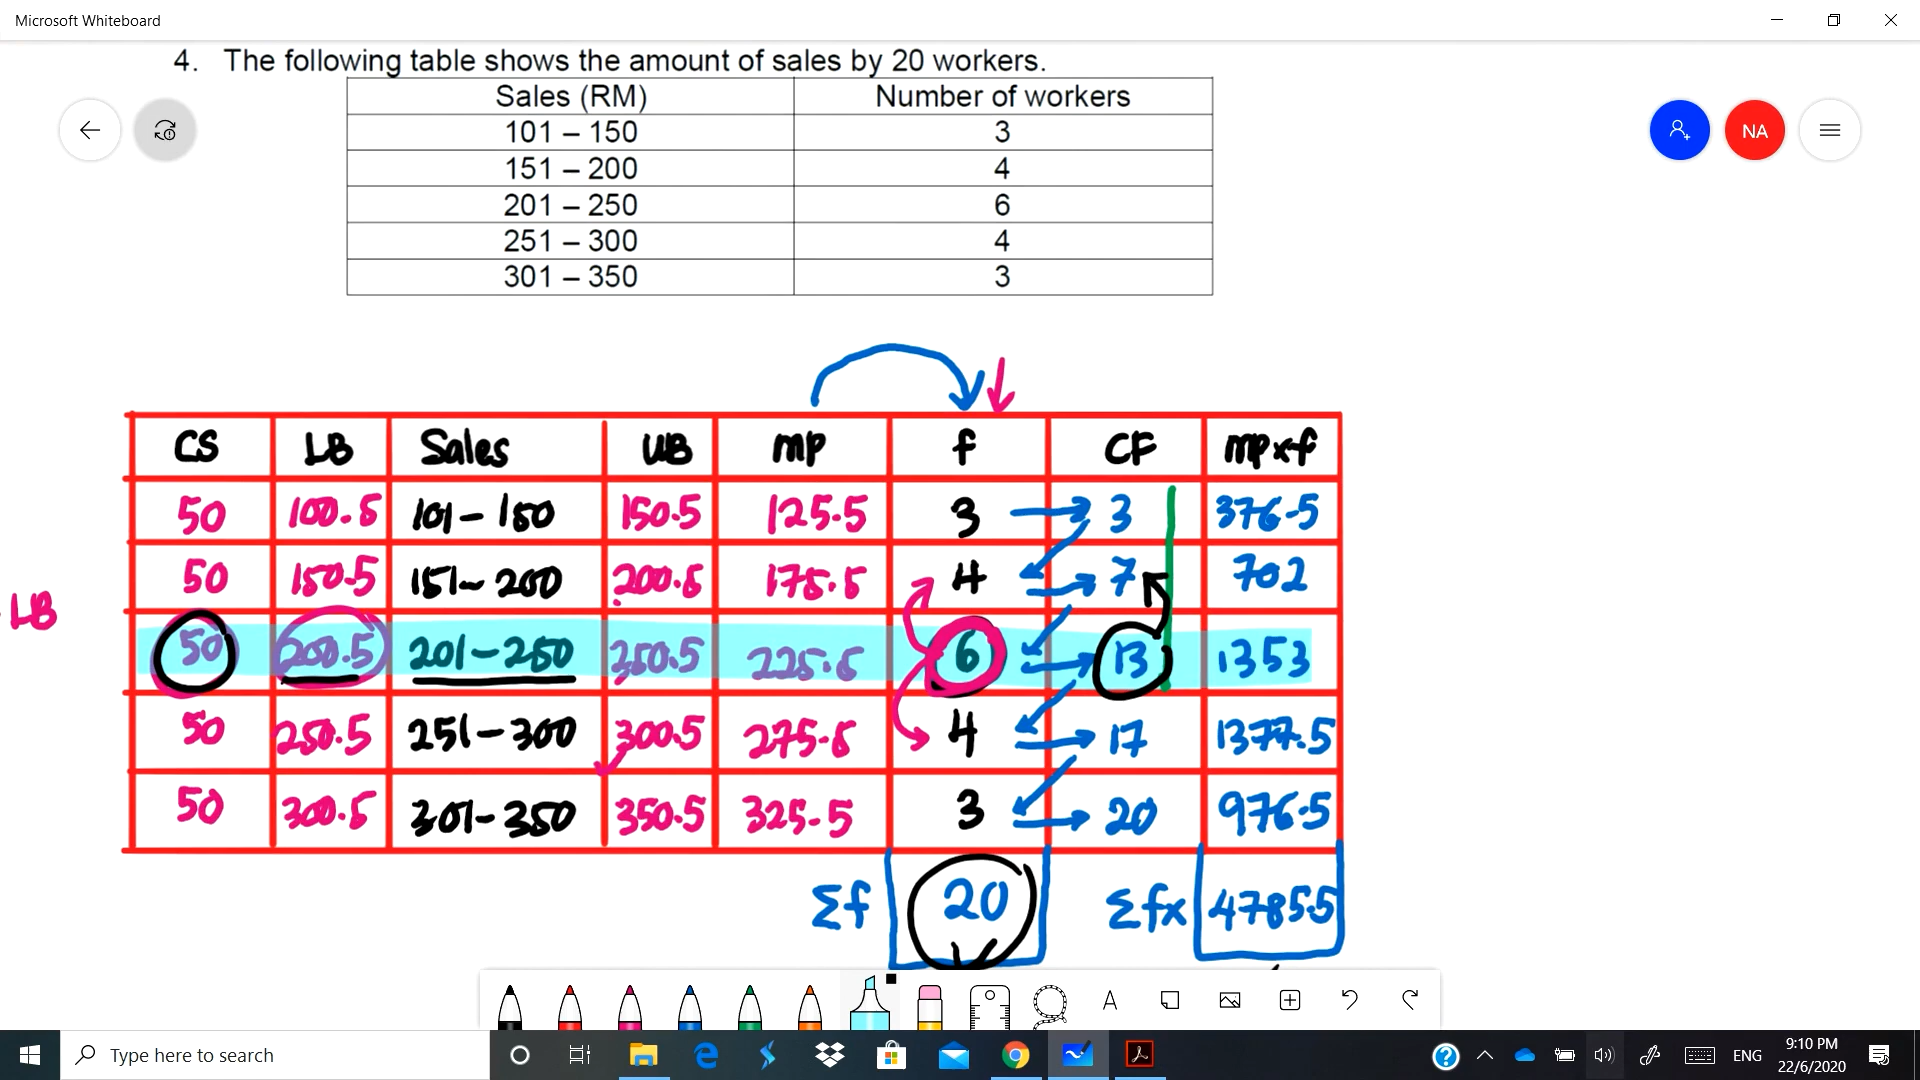 Microsoft Whiteboard
4. The following table shows the amount of sales by 20 workers.
Sales (RM) Number of workers
101 – 150 3
151 – 200 4
201 – 250 6
251 – 300 4
301 – 350 3
NA
CS LB Sales UB MP f CF MP×f
50 100.5 101 – 150 150.5 125.5 3 3 376.5
50 150.5 151 – 200 200.5 175.5 4 7 702
LB
50 200.5 201 – 250 250.5 225.5 6 13 1353
50 250.5 251 – 300 300.5 275.5 4 17 1377.5
50 300.5 301 – 350 350.5 325.5 3 20 976.5
Σf 20 Σfx 4785.5
Type here to search
ENG
9:10 PM
22/6/2020